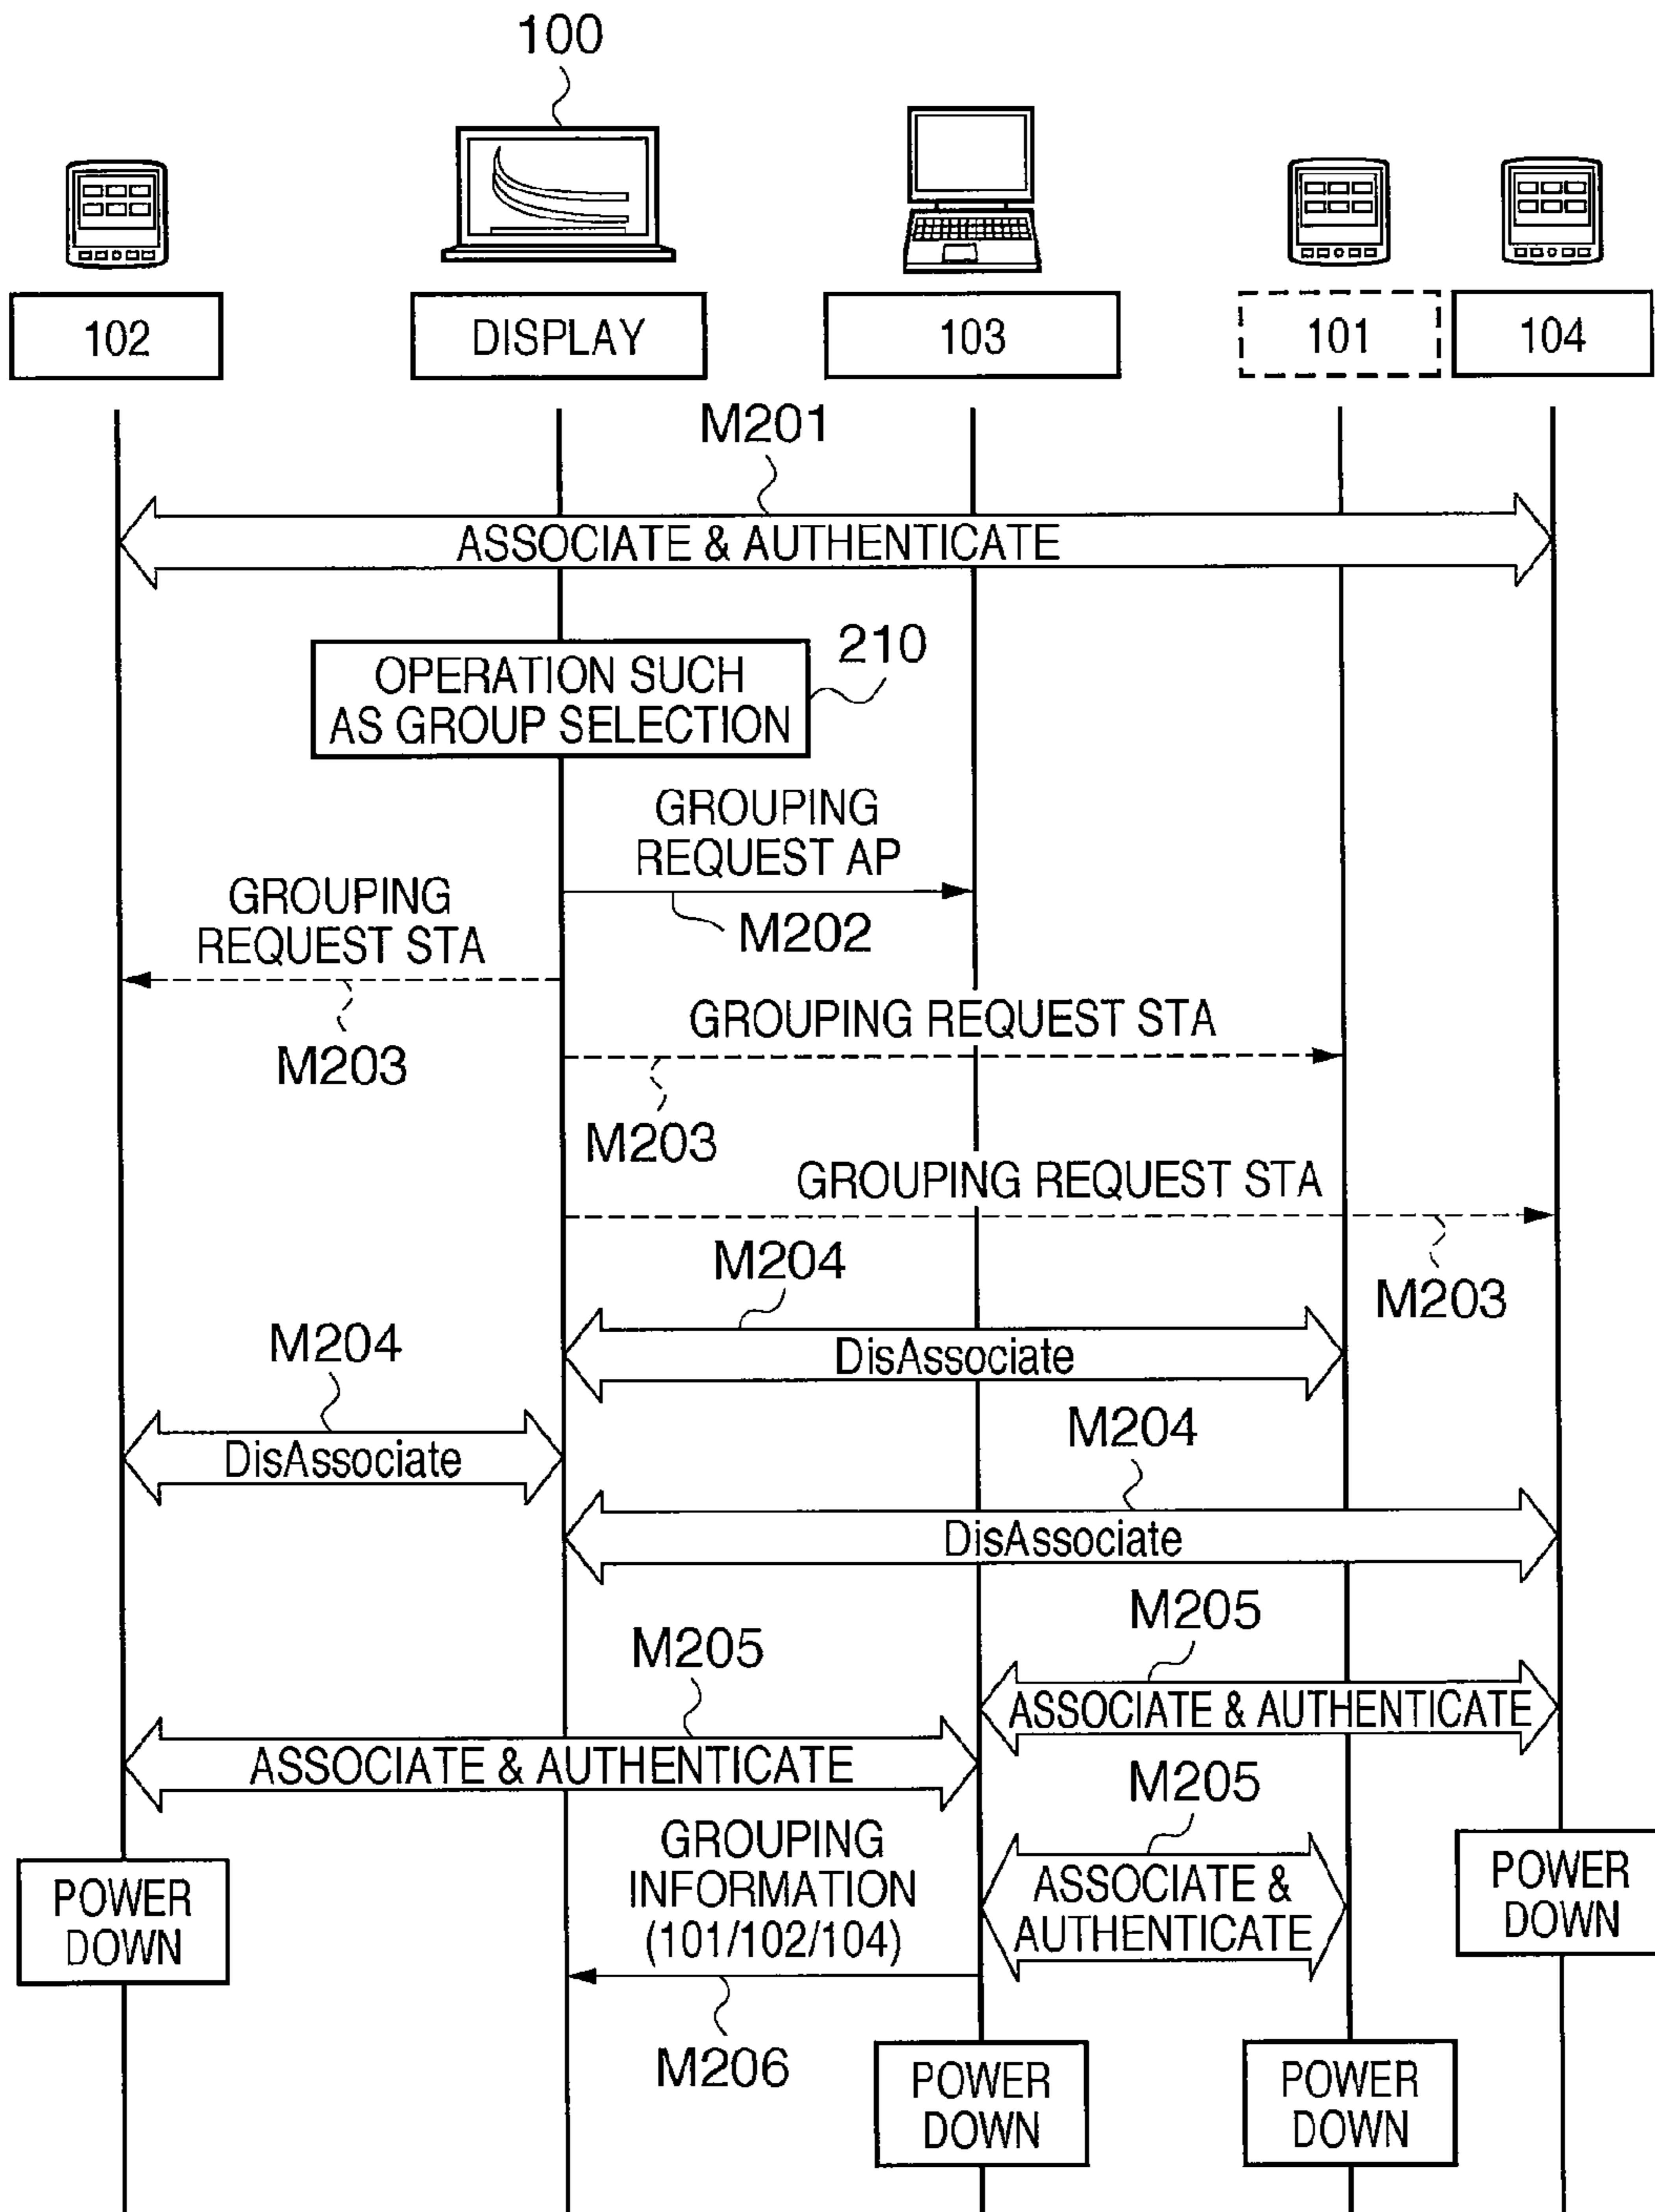 100
102
DISPLAY
103
101
104
M201
ASSOCIATE & AUTHENTICATE
210
OPERATION SUCH
AS GROUP SELECTION
GROUPING
REQUEST AP
M202
GROUPING
REQUEST STA
M203
GROUPING REQUEST STA
M203
GROUPING REQUEST STA
M203
M204
DisAssociate
M204
DisAssociate
M204
DisAssociate
M205
ASSOCIATE & AUTHENTICATE
M205
ASSOCIATE & AUTHENTICATE
M205
ASSOCIATE &
AUTHENTICATE
GROUPING
INFORMATION
(101/102/104)
M206
POWER
DOWN
POWER
DOWN
POWER
DOWN
POWER
DOWN